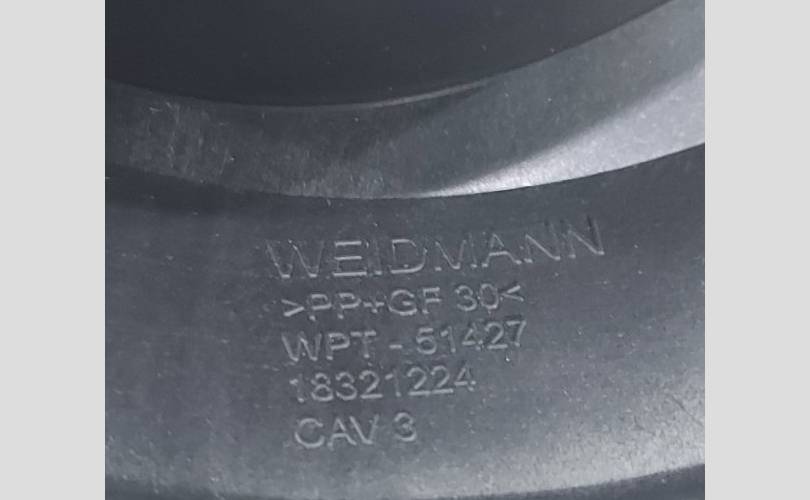 WEIDMANN
>PP+GF 30<
WPT - 51427
18321224
CAV 3